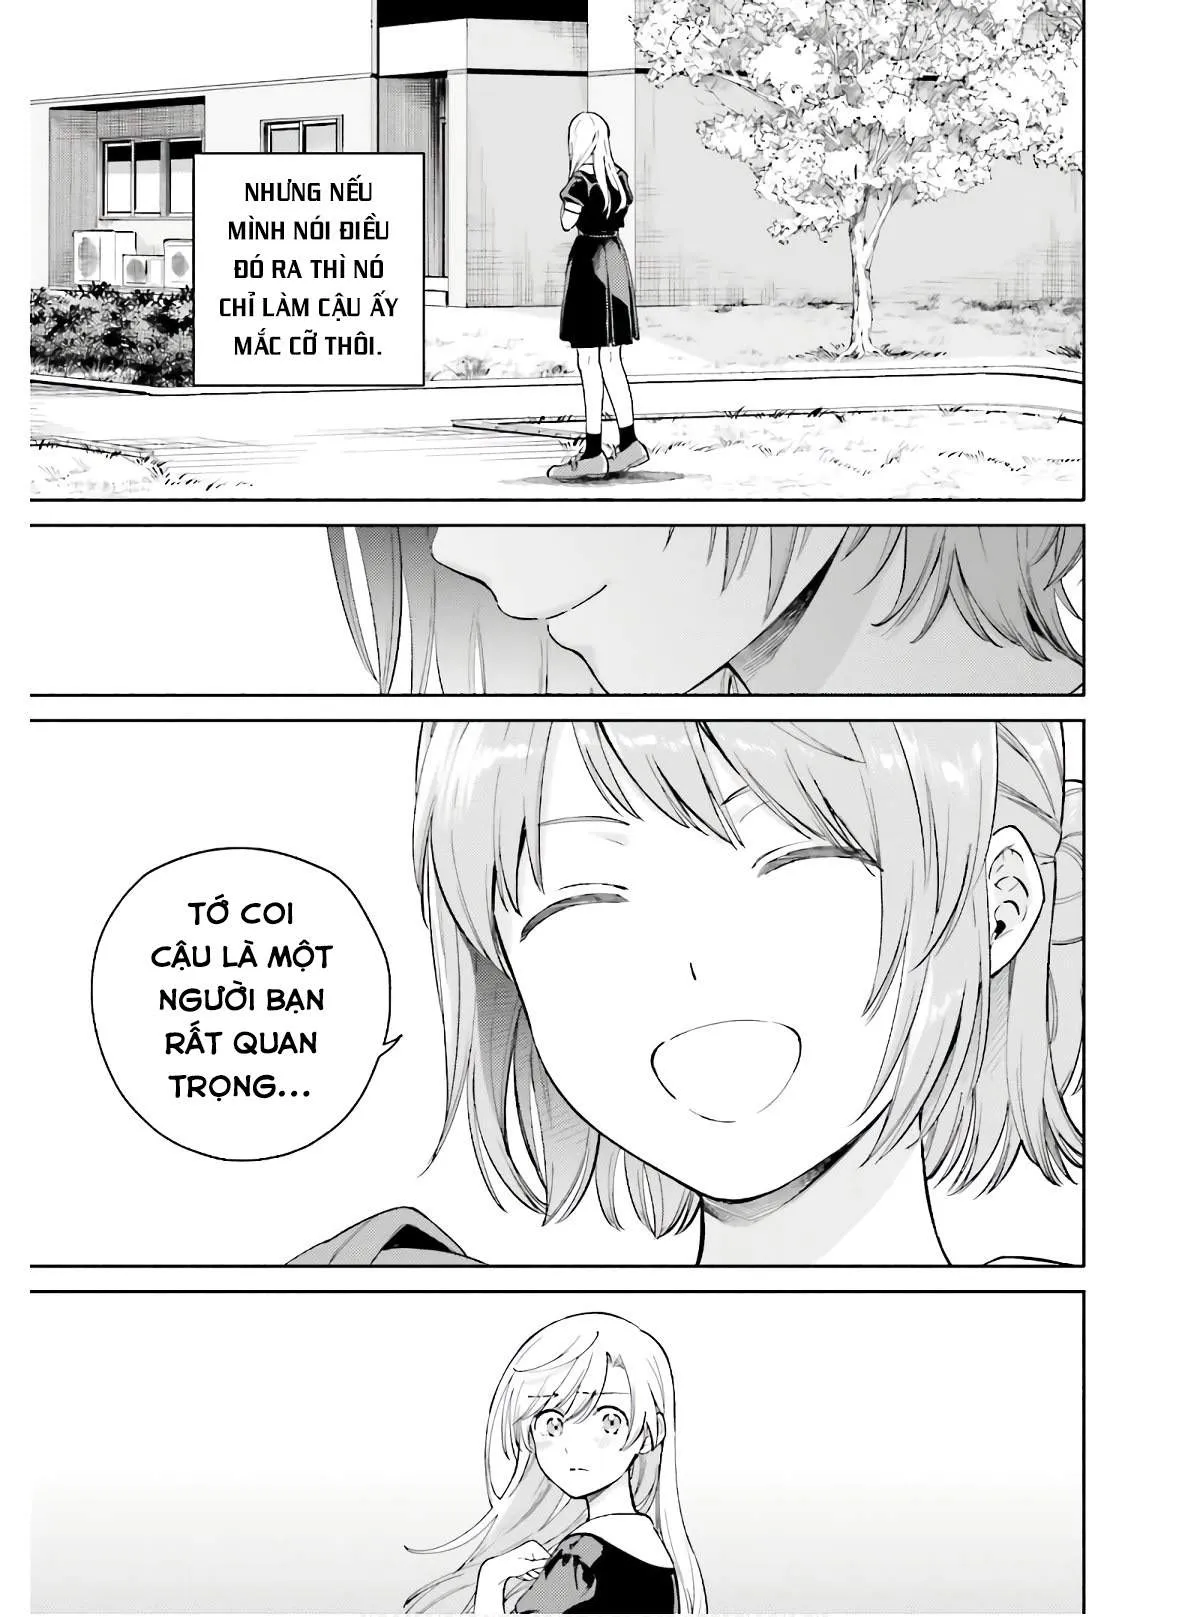 NHƯNG NẾU
MÌNH NÓI ĐIỀU
ĐÓ RA THÌ NÓ
CHỈ LÀM CẬU ẤY
MẮC CỠ THÔI.
TỚ COI
CẬU LÀ MỘT
NGƯỜI BẠN
RẤT QUAN
TRỌNG...